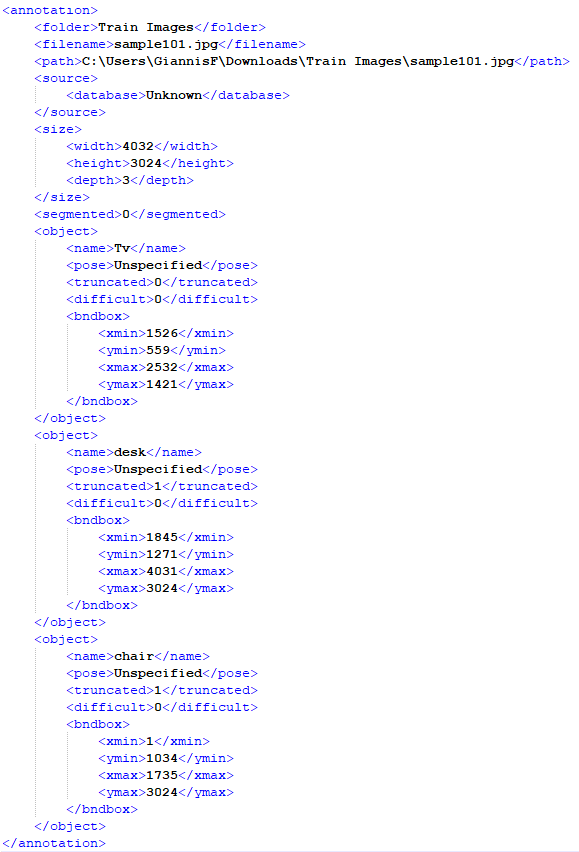 <annotation>
    <folder>Train Images</folder>
    <filename>sample101.jpg</filename>
    <path>C:\Users\GiannisF\Downloads\Train Images\sample101.jpg</path>
    <source>
        <database>Unknown</database>
    </source>
    <size>
        <width>4032</width>
        <height>3024</height>
        <depth>3</depth>
    </size>
    <segmented>0</segmented>
    <object>
        <name>Tv</name>
        <pose>Unspecified</pose>
        <truncated>0</truncated>
        <difficult>0</difficult>
        <bndbox>
            <xmin>1526</xmin>
            <ymin>559</ymin>
            <xmax>2532</xmax>
            <ymax>1421</ymax>
        </bndbox>
    </object>
    <object>
        <name>desk</name>
        <pose>Unspecified</pose>
        <truncated>1</truncated>
        <difficult>0</difficult>
        <bndbox>
            <xmin>1845</xmin>
            <ymin>1271</ymin>
            <xmax>4031</xmax>
            <ymax>3024</ymax>
        </bndbox>
    </object>
    <object>
        <name>chair</name>
        <pose>Unspecified</pose>
        <truncated>1</truncated>
        <difficult>0</difficult>
        <bndbox>
            <xmin>1</xmin>
            <ymin>1034</ymin>
            <xmax>1735</xmax>
            <ymax>3024</ymax>
        </bndbox>
    </object>
</annotation>